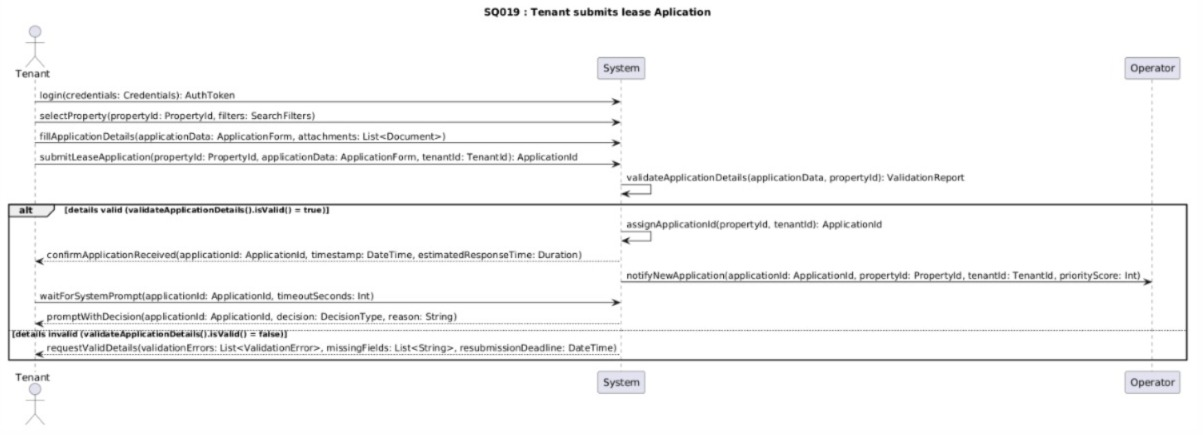 SQ019 : Tenant submits lease Aplication
Tenant
System
Operator
login(credentials: Credentials): AuthToken
selectProperty(propertyId: PropertyId, filters: SearchFilters)
fillApplicationDetails(applicationData: ApplicationForm, attachments: List<Document>)
submitLeaseApplication(propertyId: PropertyId, applicationData: ApplicationForm, tenantId: TenantId): ApplicationId
validateApplicationDetails(applicationData, propertyId): ValidationReport
alt [details valid (validateApplicationDetails().isValid() = true)]
assignApplicationId(propertyId, tenantId): ApplicationId
confirmApplicationReceived(applicationId: ApplicationId, timestamp: DateTime, estimatedResponseTime: Duration)
notifyNewApplication(applicationId: ApplicationId, propertyId: PropertyId, tenantId: TenantId, priorityScore: Int)
waitForSystemPrompt(applicationId: ApplicationId, timeoutSeconds: Int)
promptWithDecision(applicationId: ApplicationId, decision: DecisionType, reason: String)
[details invalid (validateApplicationDetails().isValid() = false)]
requestValidDetails(validationErrors: List<ValidationError>, missingFields: List<String>, resubmissionDeadline: DateTime)
Tenant
System
Operator